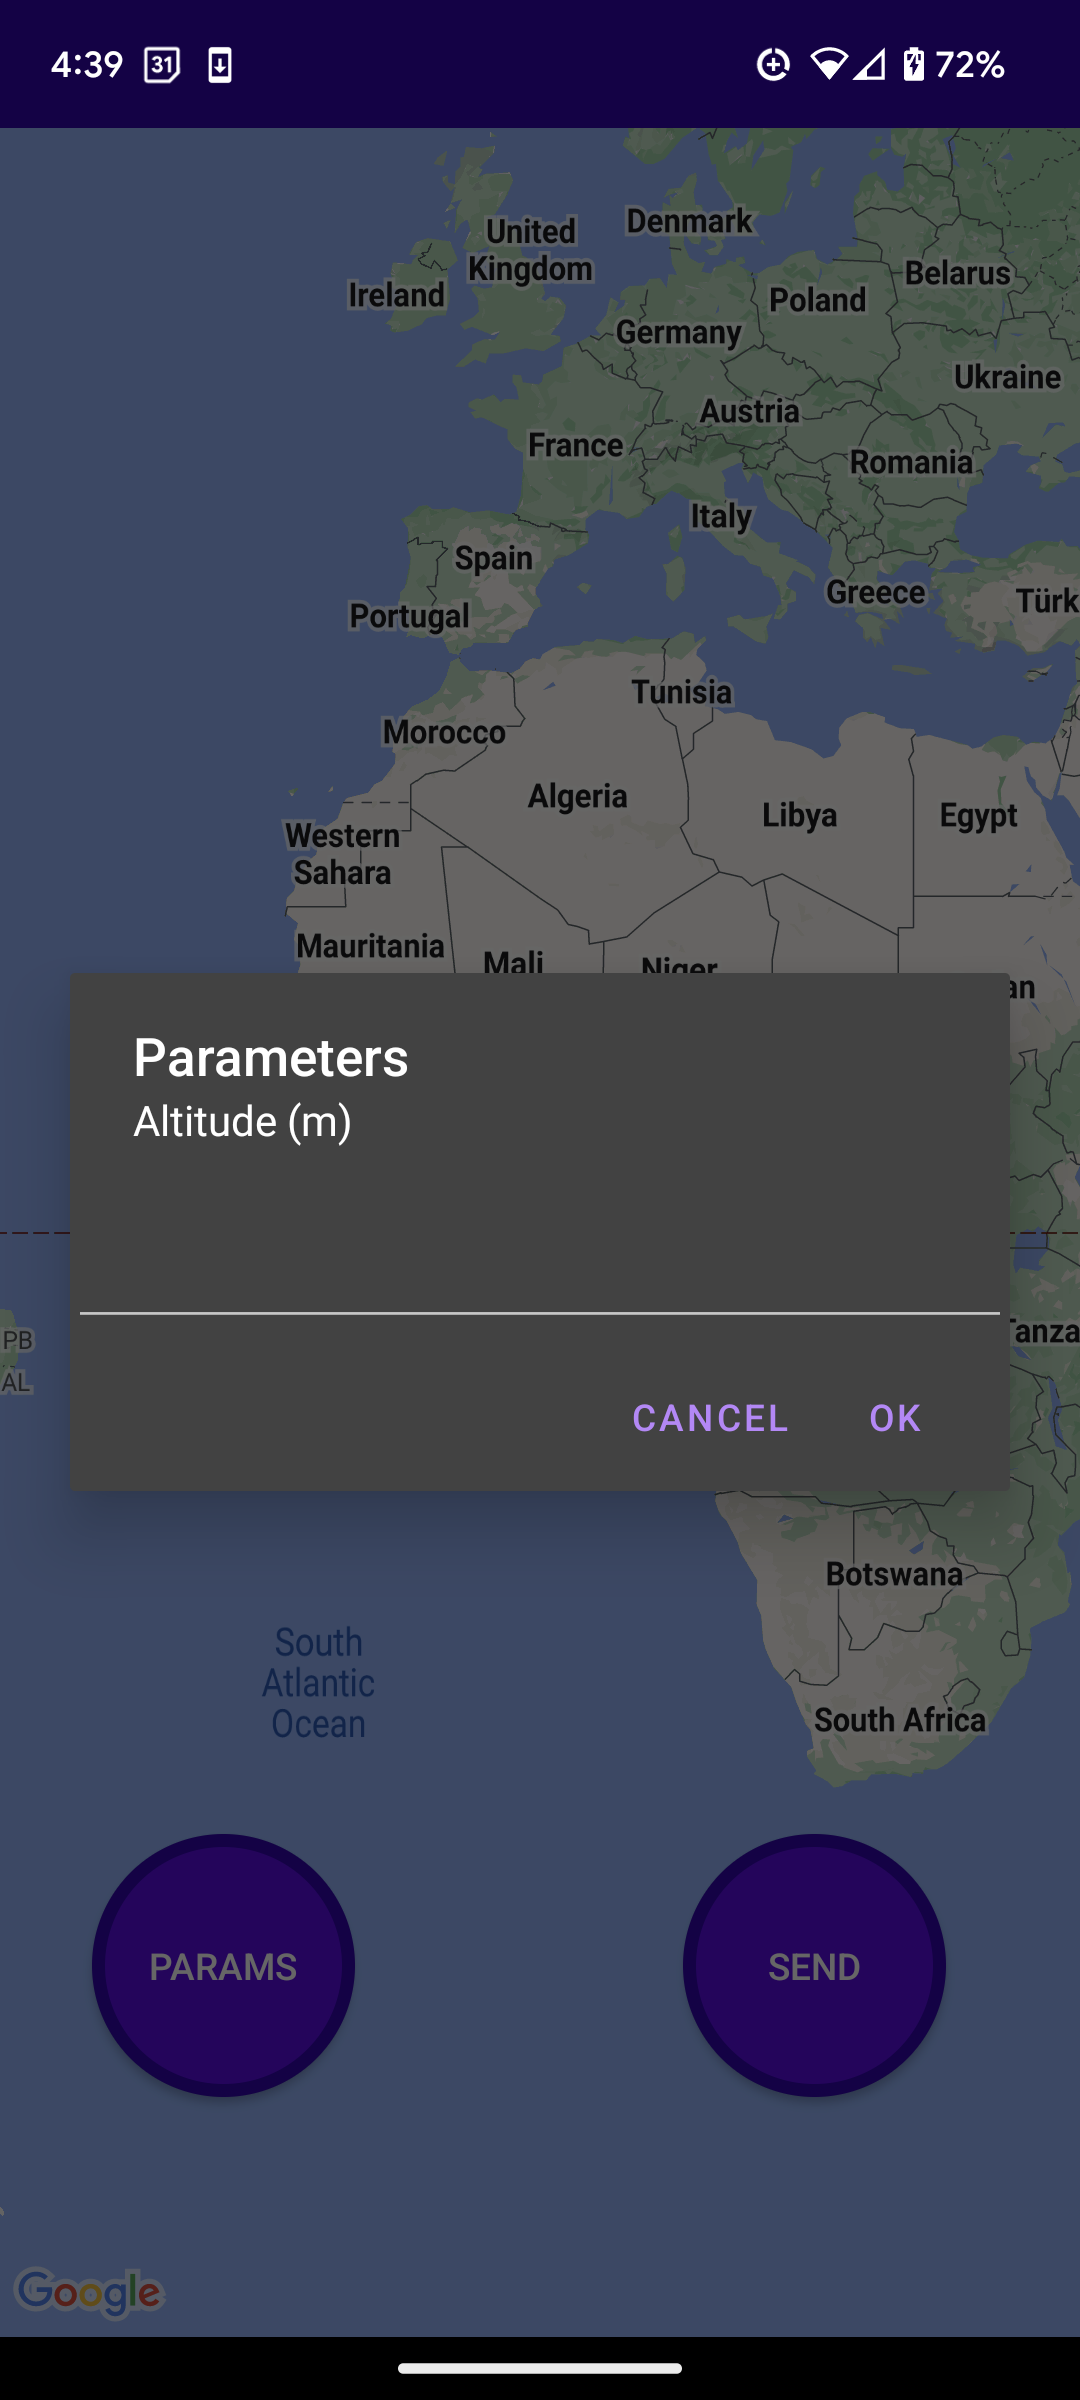 4:39 31 72%
United
Kingdom
Denmark
Belarus
Ireland
Poland
Germany
Ukraine
Austria
France
Romania
Italy
Spain
Greece
Türk
Portugal
Tunisia
Morocco
Algeria
Libya
Egypt
Western
Sahara
Mauritania
Mali
Niger
an
Parameters
Altitude (m)
PB
AL
Tanza
CANCEL OK
Botswana
South
Atlantic
Ocean
South Africa
PARAMS
SEND
Google